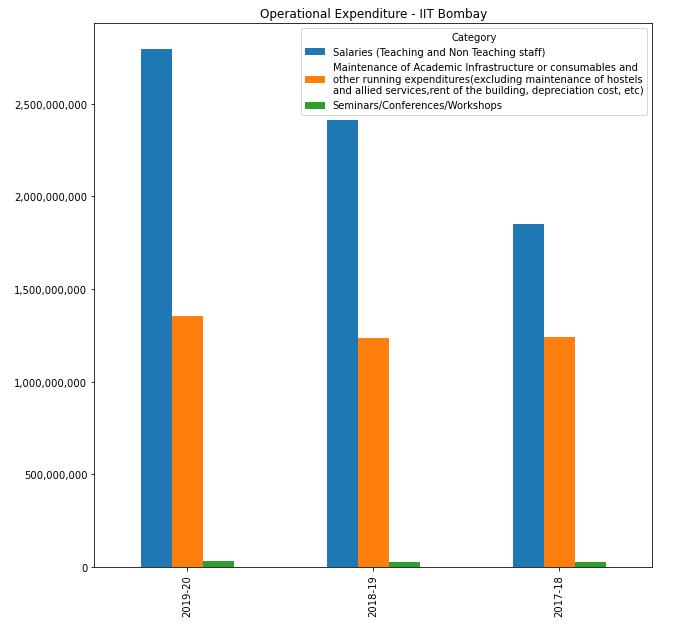 Operational Expenditure - IIT Bombay
Category
Salaries (Teaching and Non Teaching staff)
Maintenance of Academic Infrastructure or consumables and
other running expenditures(excluding maintenance of hostels
and allied services,rent of the building, depreciation cost, etc)
Seminars/Conferences/Workshops
2,500,000,000
2,000,000,000
1,500,000,000
1,000,000,000
500,000,000
0
2019-20
2018-19
2017-18